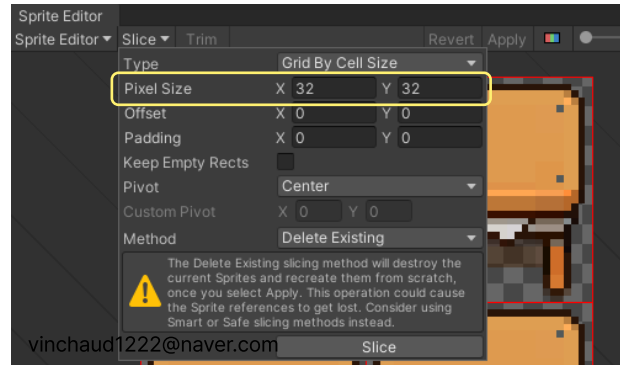 Sprite Editor
Sprite Editor Slice Trim Revert Apply
Type Grid By Cell Size
Pixel Size X 32 Y 32
Offset X 0 Y 0
Padding X 0 Y 0
Keep Empty Rects
Pivot Center
Custom Pivot X 0 Y 0
Method Delete Existing
The Delete Existing slicing method will destroy the
current Sprites and recreate them from scratch,
once you select Apply. This operation could cause
the Sprite references to get lost. Consider using
Smart or Safe slicing methods instead.
vinchaud1222@naver.com
Slice